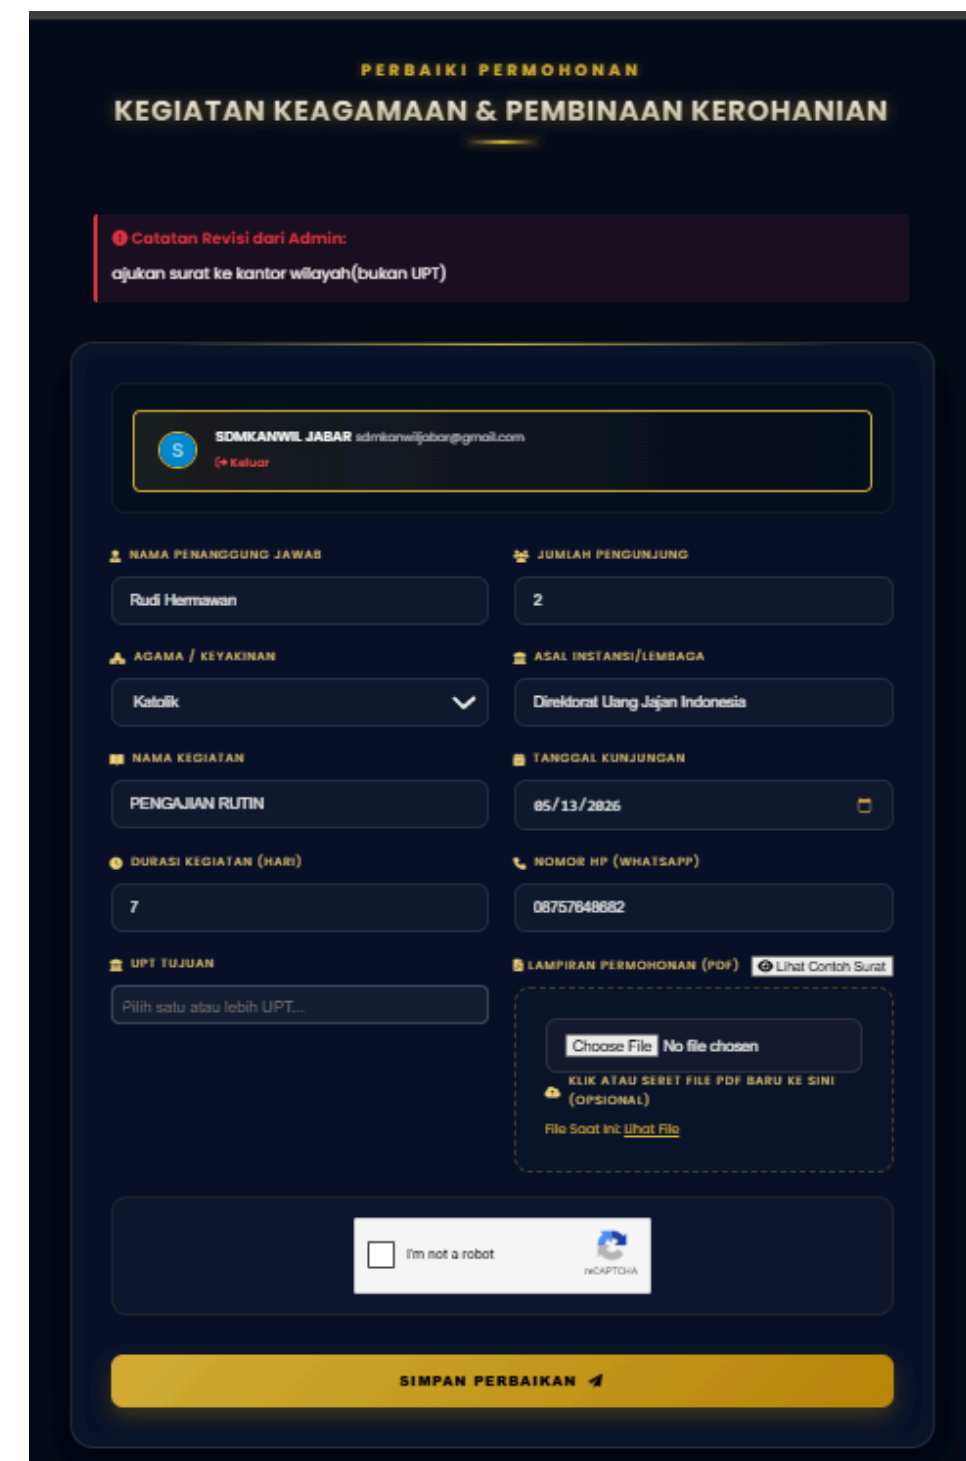 PERBAIKI PERMOHONAN
KEGIATAN KEAGAMAAN & PEMBINAAN KEROHANIAN
Catatan Revisi dari Admin:
ajukan surat ke kantor wilayah(bukan UPT)
S
SDMKANWIL JABAR sdmkanwiljabar@gmail.com
Keluar
NAMA PENANGGUNG JAWAB
Rudi Hermawan
JUMLAH PENGUNJUNG
2
AGAMA / KEYAKINAN
Katolik
ASAL INSTANSI/LEMBAGA
Direktorat Uang Jajan Indonesia
NAMA KEGIATAN
PENGAJIAN RUTIN
TANGGAL KUNJUNGAN
05/13/2026
DURASI KEGIATAN (HARI)
7
NOMOR HP (WHATSAPP)
08757648682
UPT TUJUAN
Pilih satu atau lebih UPT...
LAMPIRAN PERMOHONAN (PDF) Lihat Contoh Surat
Choose File No file chosen
KLIK ATAU SERET FILE PDF BARU KE SINI
(OPSIONAL)
File Saat Ini: Lihat File
I'm not a robot
reCAPTCHA
SIMPAN PERBAIKAN